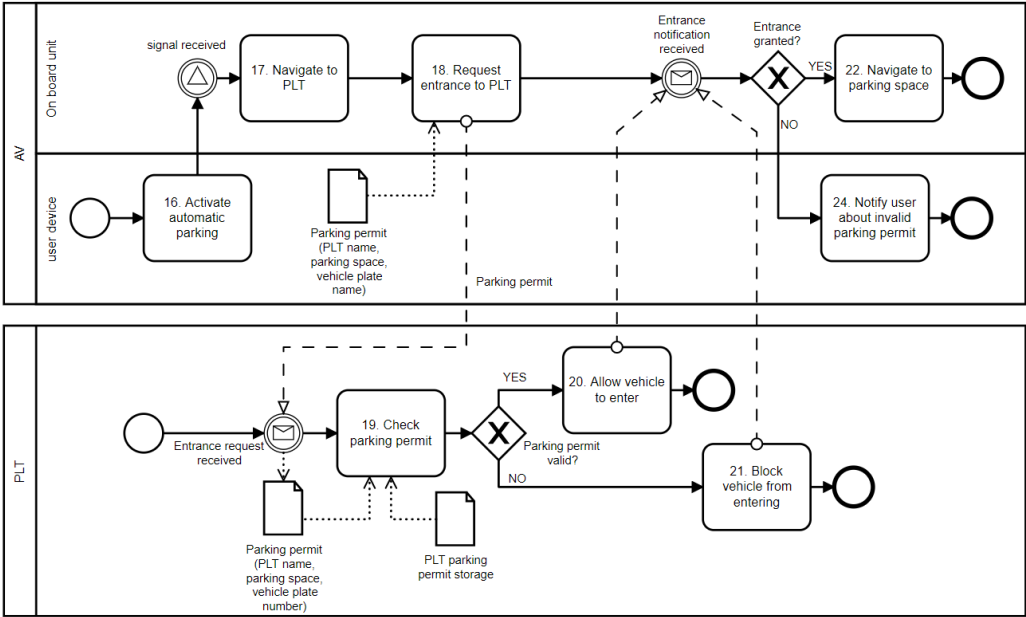 AV
On board unit
signal received
17. Navigate to
PLT
18. Request
entrance to PLT
Entrance
notification
received
Entrance
granted?
YES
22. Navigate to
parking space
NO
user device
16. Activate
automatic
parking
Parking permit
(PLT name,
parking space,
vehicle plate
name)
24. Notify user
about invalid
parking permit
Parking permit
PLT
Entrance request
received
19. Check
parking permit
YES
20. Allow vehicle
to enter
Parking permit
valid?
NO
21. Block
vehicle from
entering
Parking permit
(PLT name,
parking space,
vehicle plate
number)
PLT parking
permit storage